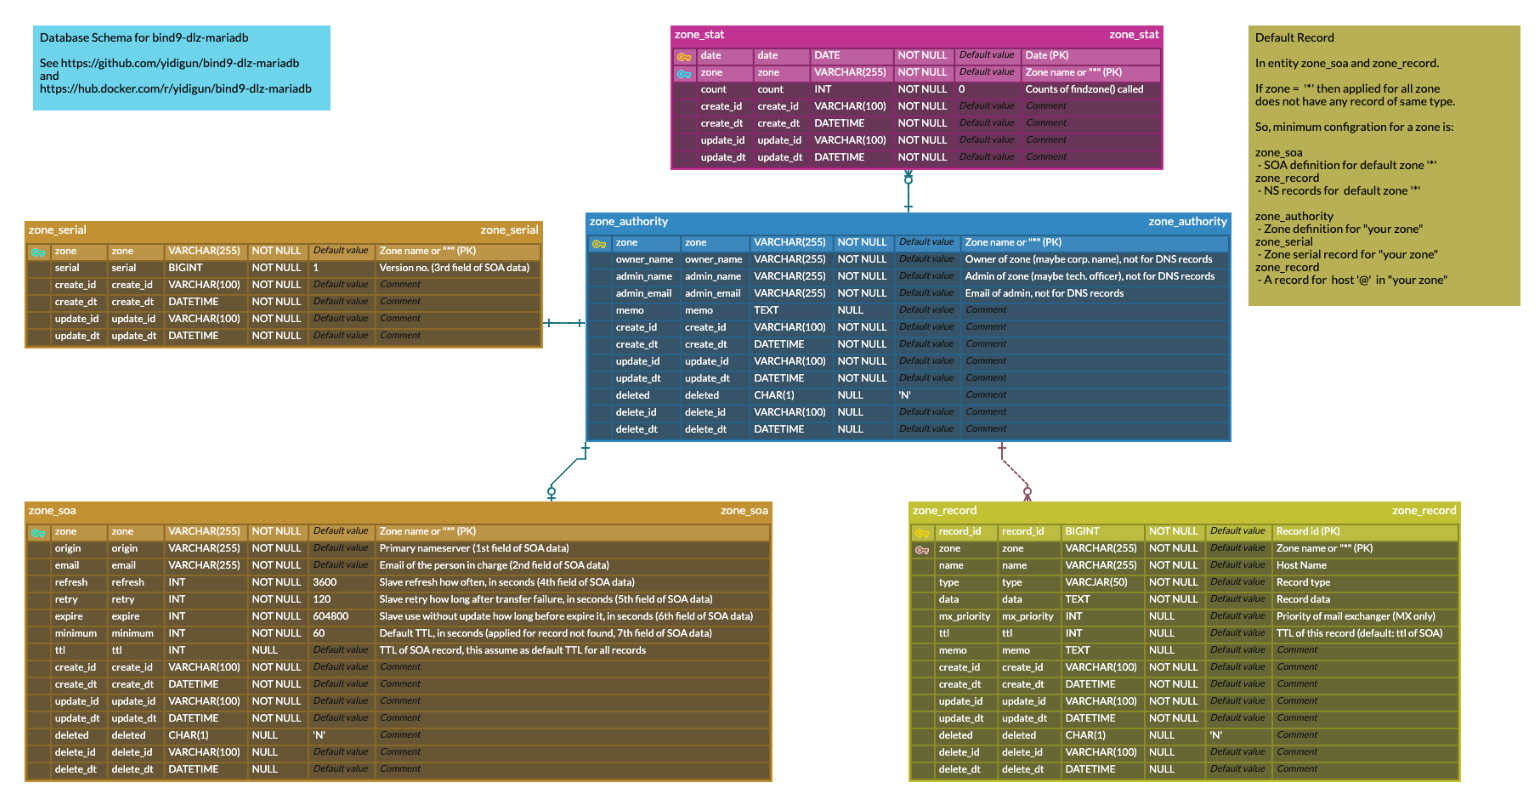 Database Schema for bind9-dlz-mariadb
See https://github.com/yidigun/bind9-dlz-mariadb
and
https://hub.docker.com/r/yidigun/bind9-dlz-mariadb
zone_stat zone_stat
date date DATE NOT NULL Default value Date (PK)
zone zone VARCHAR(255) NOT NULL Default value Zone name or "*" (PK)
count count INT NOT NULL 0 Counts of findzone() called
create_id create_id VARCHAR(100) NOT NULL Default value Comment
create_dt create_dt DATETIME NOT NULL Default value Comment
update_id update_id VARCHAR(100) NOT NULL Default value Comment
update_dt update_dt DATETIME NOT NULL Default value Comment
Default Record
In entity zone_soa and zone_record.
If zone = '*' then applied for all zone
does not have any record of same type.
So, minimum configration for a zone is:
zone_soa
- SOA definition for default zone '*'
zone_record
- NS records for default zone '*'
zone_authority
- Zone definition for "your zone"
zone_serial
- Zone serial record for "your zone"
zone_record
- A record for host '@' in "your zone"
zone_serial zone_serial
zone zone VARCHAR(255) NOT NULL Default value Zone name or "*" (PK)
serial serial BIGINT NOT NULL 1 Version no. (3rd field of SOA data)
create_id create_id VARCHAR(100) NOT NULL Default value Comment
create_dt create_dt DATETIME NOT NULL Default value Comment
update_id update_id VARCHAR(100) NOT NULL Default value Comment
update_dt update_dt DATETIME NOT NULL Default value Comment
zone_authority zone_authority
zone zone VARCHAR(255) NOT NULL Default value Zone name or "*" (PK)
owner_name owner_name VARCHAR(255) NOT NULL Default value Owner of zone (maybe corp. name), not for DNS records
admin_name admin_name VARCHAR(255) NOT NULL Default value Admin of zone (maybe tech. officer), not for DNS records
admin_email admin_email VARCHAR(255) NOT NULL Default value Email of admin, not for DNS records
memo memo TEXT NULL Default value Comment
create_id create_id VARCHAR(100) NOT NULL Default value Comment
create_dt create_dt DATETIME NOT NULL Default value Comment
update_id update_id VARCHAR(100) NOT NULL Default value Comment
update_dt update_dt DATETIME NOT NULL Default value Comment
deleted deleted CHAR(1) NULL 'N' Comment
delete_id delete_id VARCHAR(100) NULL Default value Comment
delete_dt delete_dt DATETIME NULL Default value Comment
zone_soa zone_soa
zone zone VARCHAR(255) NOT NULL Default value Zone name or "*" (PK)
origin origin VARCHAR(255) NOT NULL Default value Primary nameserver (1st field of SOA data)
email email VARCHAR(255) NOT NULL Default value Email of the person in charge (2nd field of SOA data)
refresh refresh INT NOT NULL 3600 Slave refresh how often, in seconds (4th field of SOA data)
retry retry INT NOT NULL 120 Slave retry how long after transfer failure, in seconds (5th field of SOA data)
expire expire INT NOT NULL 604800 Slave use without update how long before expire it, in seconds (6th field of SOA data)
minimum minimum INT NOT NULL 60 Default TTL, in seconds (applied for record not found, 7th field of SOA data)
ttl ttl INT NULL Default value TTL of SOA record, this assume as default TTL for all records
create_id create_id VARCHAR(100) NOT NULL Default value Comment
create_dt create_dt DATETIME NOT NULL Default value Comment
update_id update_id VARCHAR(100) NOT NULL Default value Comment
update_dt update_dt DATETIME NOT NULL Default value Comment
deleted deleted CHAR(1) NULL 'N' Comment
delete_id delete_id VARCHAR(100) NULL Default value Comment
delete_dt delete_dt DATETIME NULL Default value Comment
zone_record zone_record
record_id record_id BIGINT NOT NULL Default value Record id (PK)
zone zone VARCHAR(255) NOT NULL Default value Zone name or "*" (PK)
name name VARCHAR(255) NOT NULL Default value Host Name
type type VARCJAR(50) NOT NULL Default value Record type
data data TEXT NOT NULL Default value Record data
mx_priority mx_priority INT NULL Default value Priority of mail exchanger (MX only)
ttl ttl INT NULL Default value TTL of this record (default: ttl of SOA)
memo memo TEXT NULL Default value Comment
create_id create_id VARCHAR(100) NOT NULL Default value Comment
create_dt create_dt DATETIME NOT NULL Default value Comment
update_id update_id VARCHAR(100) NOT NULL Default value Comment
update_dt update_dt DATETIME NOT NULL Default value Comment
deleted deleted CHAR(1) NULL 'N' Comment
delete_id delete_id VARCHAR(100) NULL Default value Comment
delete_dt delete_dt DATETIME NULL Default value Comment